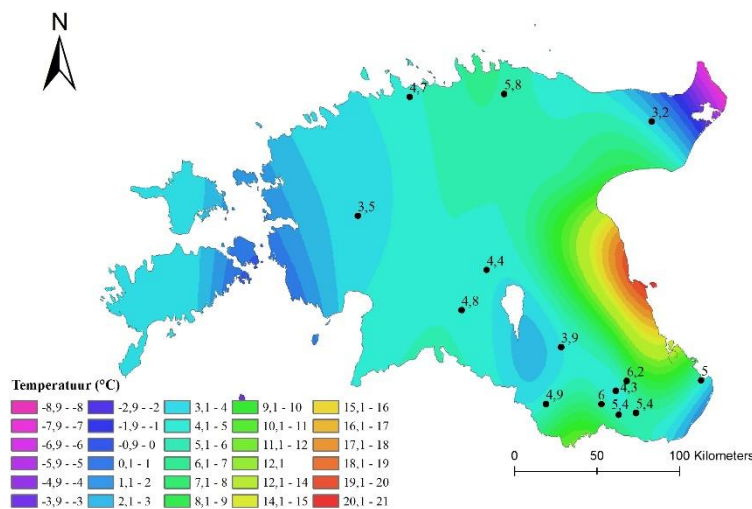 N
4,7
5,8
3,2
3,5
4,4
4,8
3,9
6,2
5
4,3
4,9
6
5,4
5,4
Temperatuur (°C)
-8,9 - -8
-2,9 - -2
3,1 - 4
9,1 - 10
15,1 - 16
-7,9 - -7
-1,9 - -1
4,1 - 5
10,1 - 11
16,1 - 17
-6,9 - -6
-0,9 - 0
5,1 - 6
11,1 - 12
17,1 - 18
-5,9 - -5
0,1 - 1
6,1 - 7
12,1
18,1 - 19
-4,9 - -4
1,1 - 2
7,1 - 8
12,1 - 14
19,1 - 20
-3,9 - -3
2,1 - 3
8,1 - 9
14,1 - 15
20,1 - 21
0 50 100 Kilometers